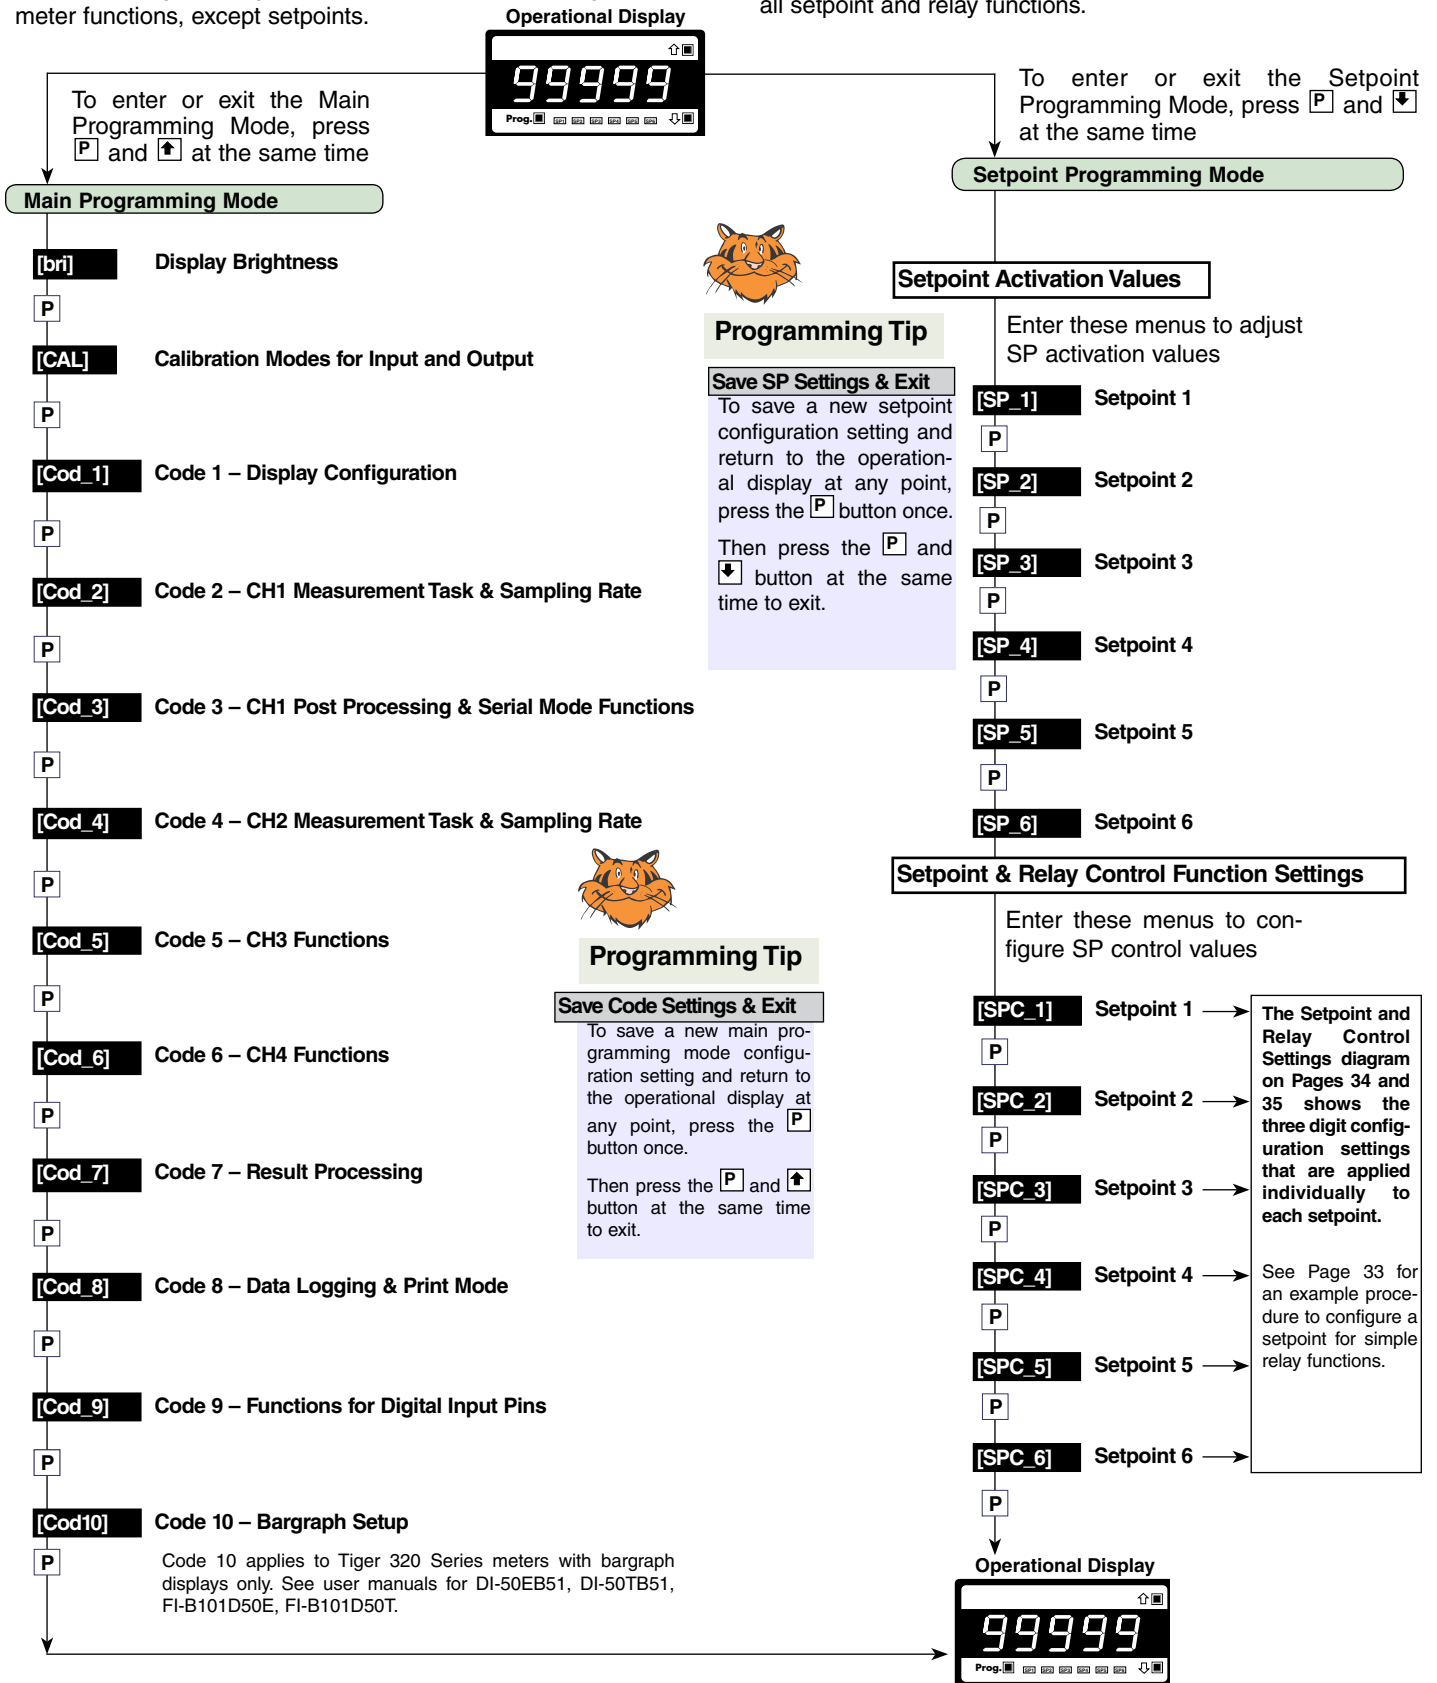 meter functions, except setpoints.
all setpoint and relay functions.
Operational Display
99999
Prog.
SP1 SP2 SP3 SP4 SP5 SP6
To enter or exit the Main
Programming Mode, press
P and at the same time
To enter or exit the Setpoint
Programming Mode, press P and
at the same time
Main Programming Mode
[bri] Display Brightness
P
[CAL] Calibration Modes for Input and Output
P
[Cod_1] Code 1 – Display Configuration
P
[Cod_2] Code 2 – CH1 Measurement Task & Sampling Rate
P
[Cod_3] Code 3 – CH1 Post Processing & Serial Mode Functions
P
[Cod_4] Code 4 – CH2 Measurement Task & Sampling Rate
P
[Cod_5] Code 5 – CH3 Functions
P
[Cod_6] Code 6 – CH4 Functions
P
[Cod_7] Code 7 – Result Processing
P
[Cod_8] Code 8 – Data Logging & Print Mode
P
[Cod_9] Code 9 – Functions for Digital Input Pins
P
[Cod10] Code 10 – Bargraph Setup
P
Code 10 applies to Tiger 320 Series meters with bargraph
displays only. See user manuals for DI-50EB51, DI-50TB51,
FI-B101D50E, FI-B101D50T.
Programming Tip
Save SP Settings & Exit
To save a new setpoint
configuration setting and
return to the operation-
al display at any point,
press the P button once.
Then press the P and
button at the same
time to exit.
Programming Tip
Save Code Settings & Exit
To save a new main pro-
gramming mode configu-
ration setting and return to
the operational display at
any point, press the P
button once.
Then press the P and
button at the same time
to exit.
Setpoint Programming Mode
Setpoint Activation Values
Enter these menus to adjust
SP activation values
[SP_1] Setpoint 1
P
[SP_2] Setpoint 2
P
[SP_3] Setpoint 3
P
[SP_4] Setpoint 4
P
[SP_5] Setpoint 5
P
[SP_6] Setpoint 6
Setpoint & Relay Control Function Settings
Enter these menus to con-
figure SP control values
[SPC_1] Setpoint 1
P
[SPC_2] Setpoint 2
P
[SPC_3] Setpoint 3
P
[SPC_4] Setpoint 4
P
[SPC_5] Setpoint 5
P
[SPC_6] Setpoint 6
P
The Setpoint and
Relay Control
Settings diagram
on Pages 34 and
35 shows the
three digit config-
uration settings
that are applied
individually to
each setpoint.
See Page 33 for
an example proce-
dure to configure a
setpoint for simple
relay functions.
Operational Display
99999
Prog.
SP1 SP2 SP3 SP4 SP5 SP6